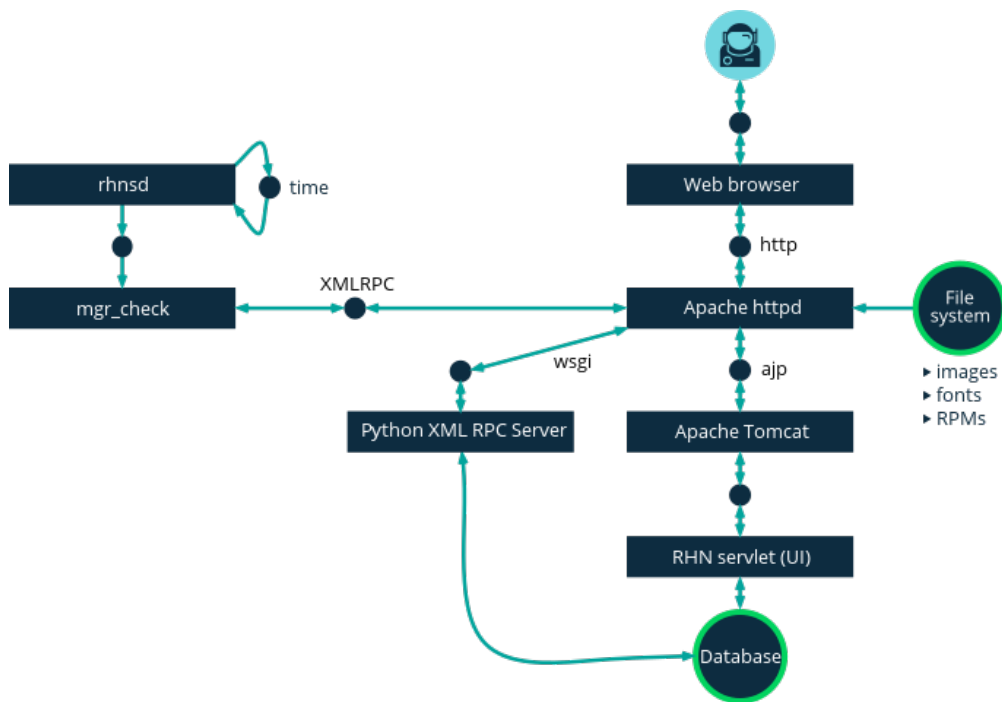 rhnsd
time
Web browser
http
XMLRPC
mgr_check
Apache httpd
File
system
wsgi
ajp
▸ images
▸ fonts
▸ RPMs
Python XML RPC Server
Apache Tomcat
RHN servlet (UI)
Database